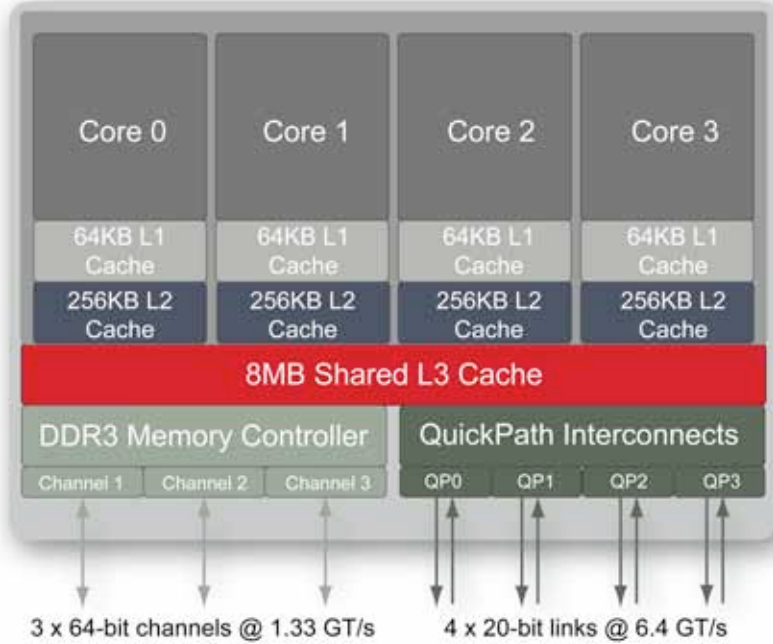 Core 0 Core 1 Core 2 Core 3
64KB L1 64KB L1 64KB L1 64KB L1
Cache Cache Cache Cache
256KB L2 256KB L2 256KB L2 256KB L2
Cache Cache Cache Cache
8MB Shared L3 Cache
DDR3 Memory Controller QuickPath Interconnects
Channel 1 Channel 2 Channel 3 QP0 QP1 QP2 QP3
3 x 64-bit channels @ 1.33 GT/s 4 x 20-bit links @ 6.4 GT/s